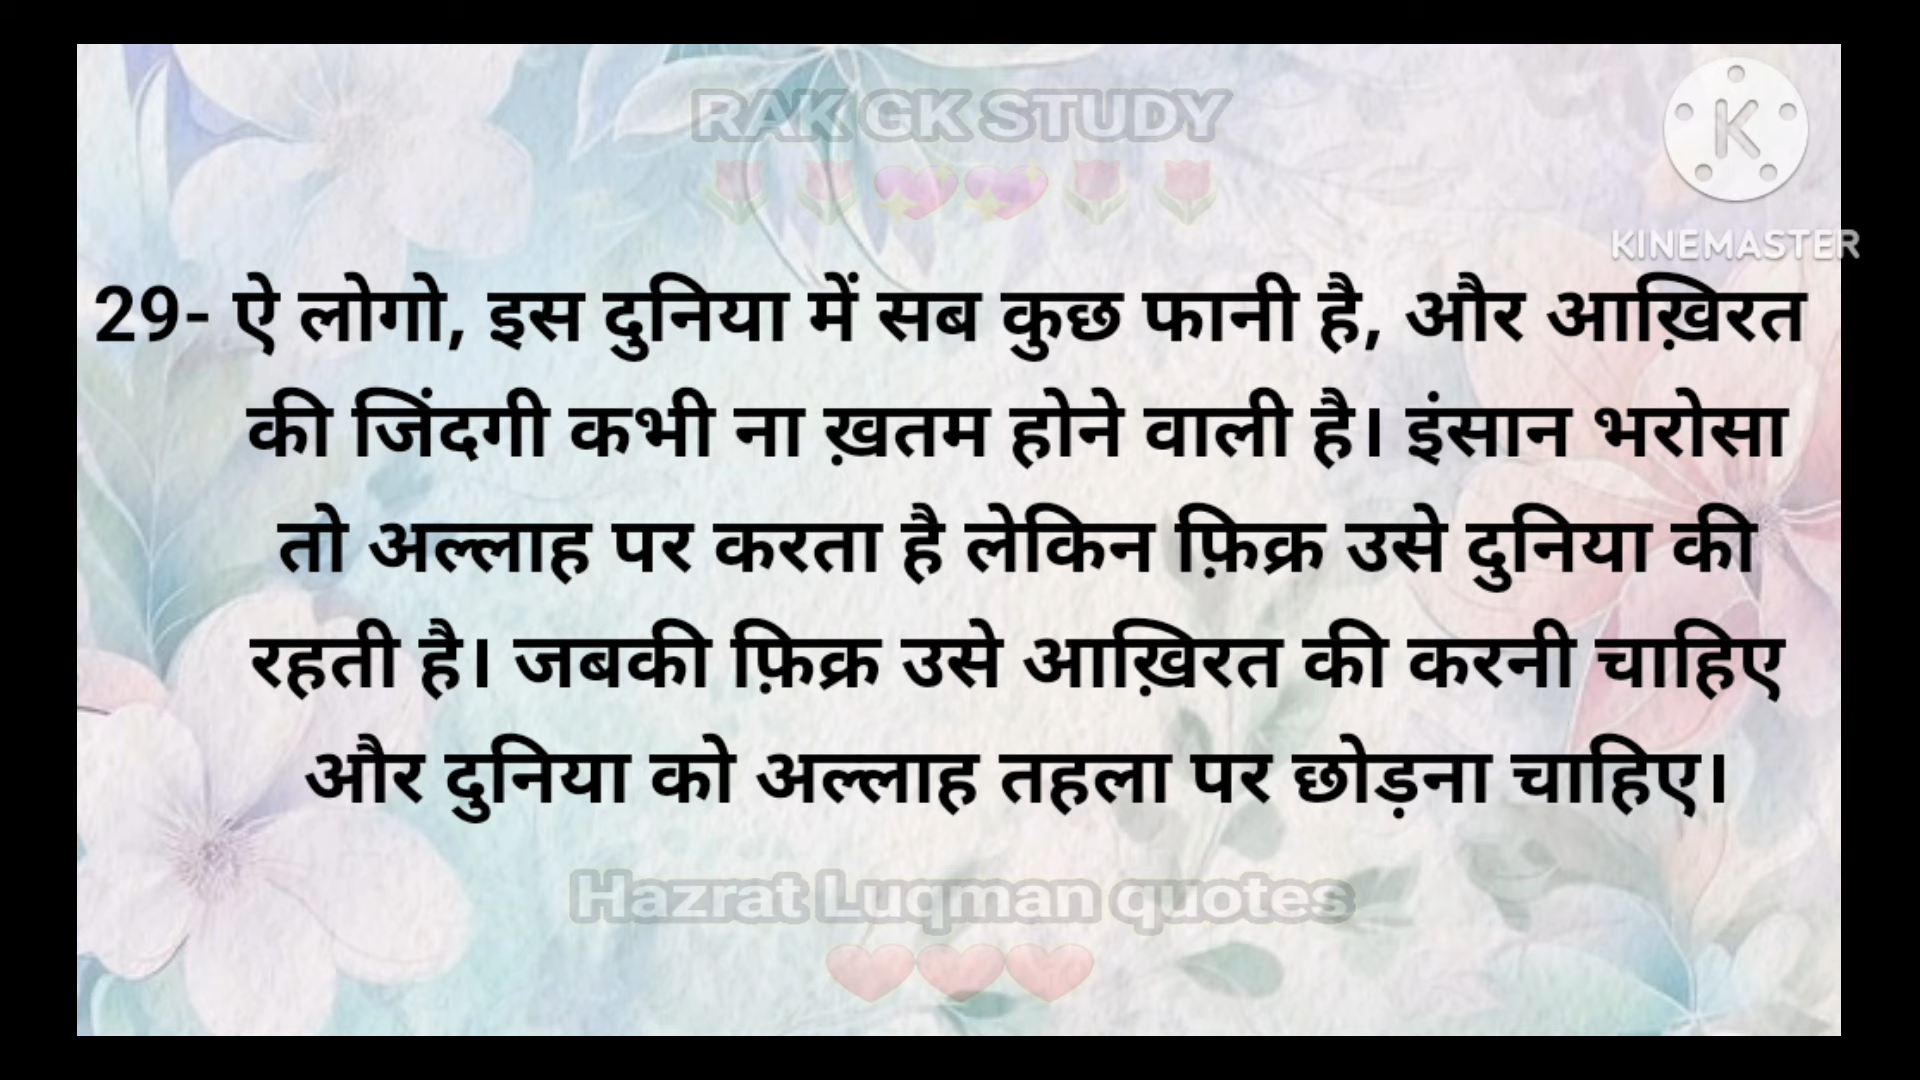 RAK GK STUDY
K
KINEMASTER
29- ऐ लोगो, इस दुनिया में सब कुछ फानी है, और आख़िरत
की जिंदगी कभी ना ख़तम होने वाली है। इंसान भरोसा
तो अल्लाह पर करता है लेकिन फ़िक्र उसे दुनिया की
रहती है। जबकी फ़िक्र उसे आख़िरत की करनी चाहिए
और दुनिया को अल्लाह तहला पर छोड़ना चाहिए।
Hazrat Luqman quotes